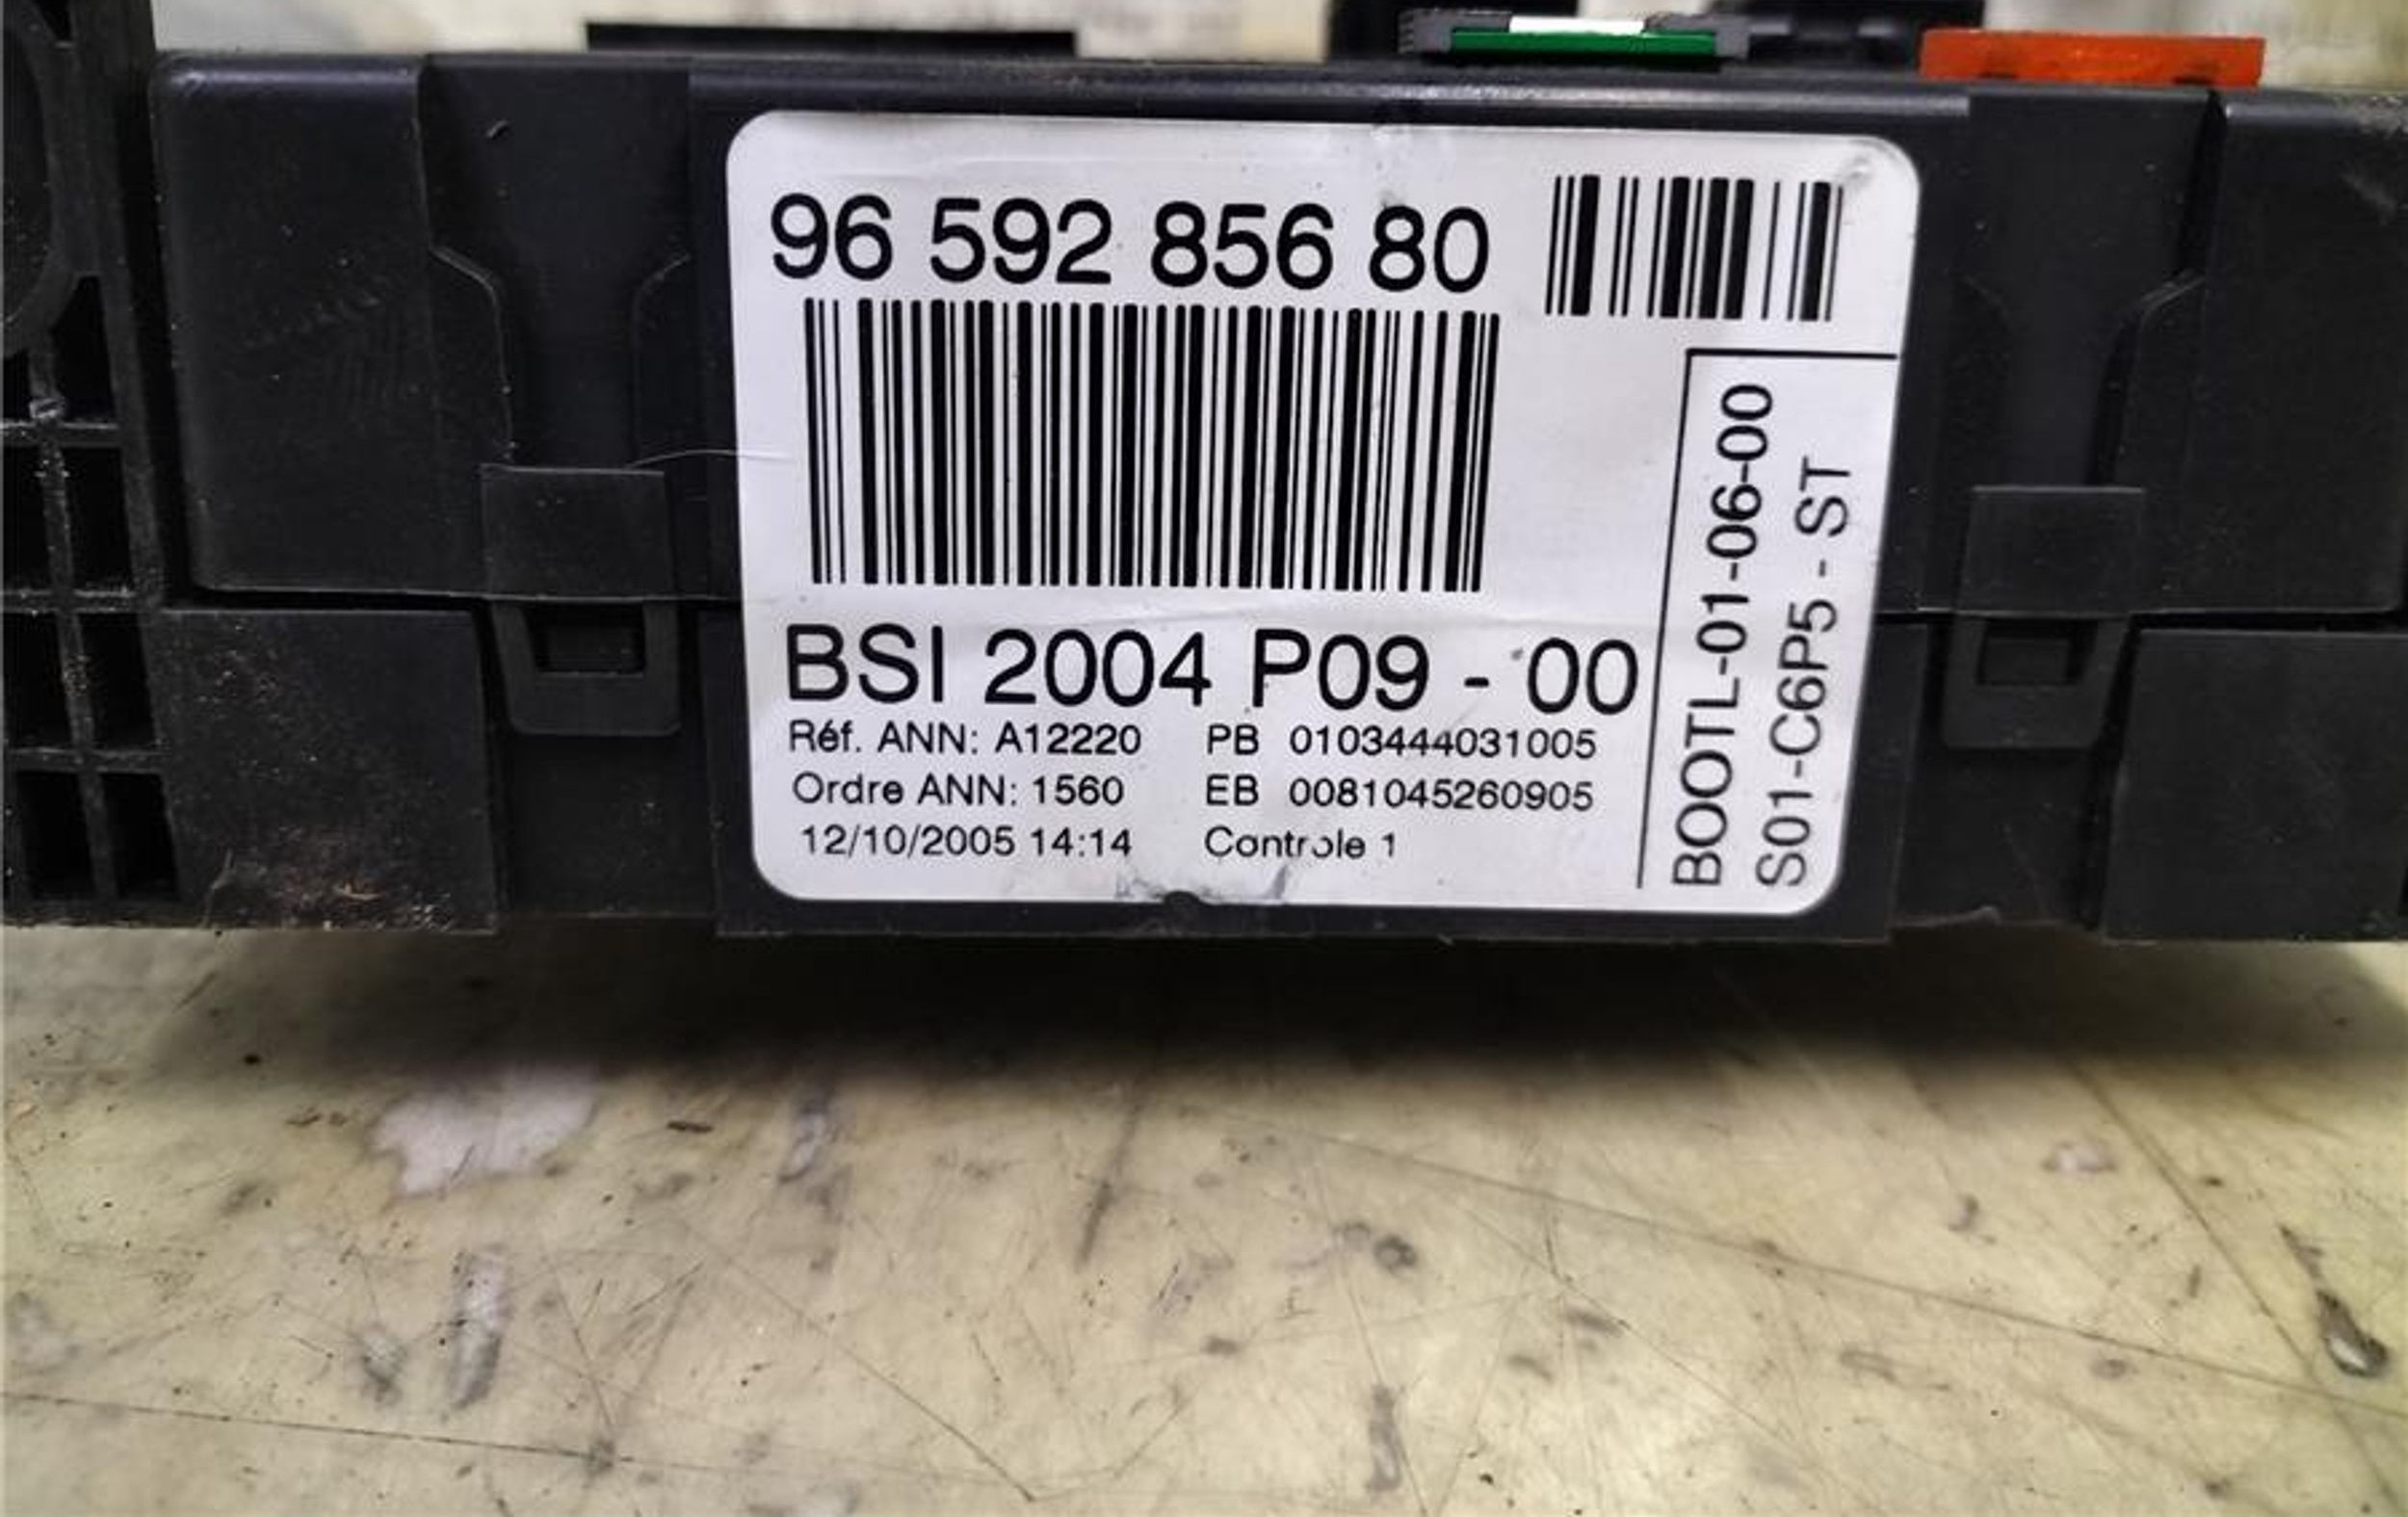 96 592 856 80
BSI 2004 P09 - 00
Réf. ANN: A12220 PB 0103444031005
Ordre ANN: 1560 EB 0081045260905
12/10/2005 14:14 Controle 1
BOOTL-01-06-00
S01-C6P5 - ST